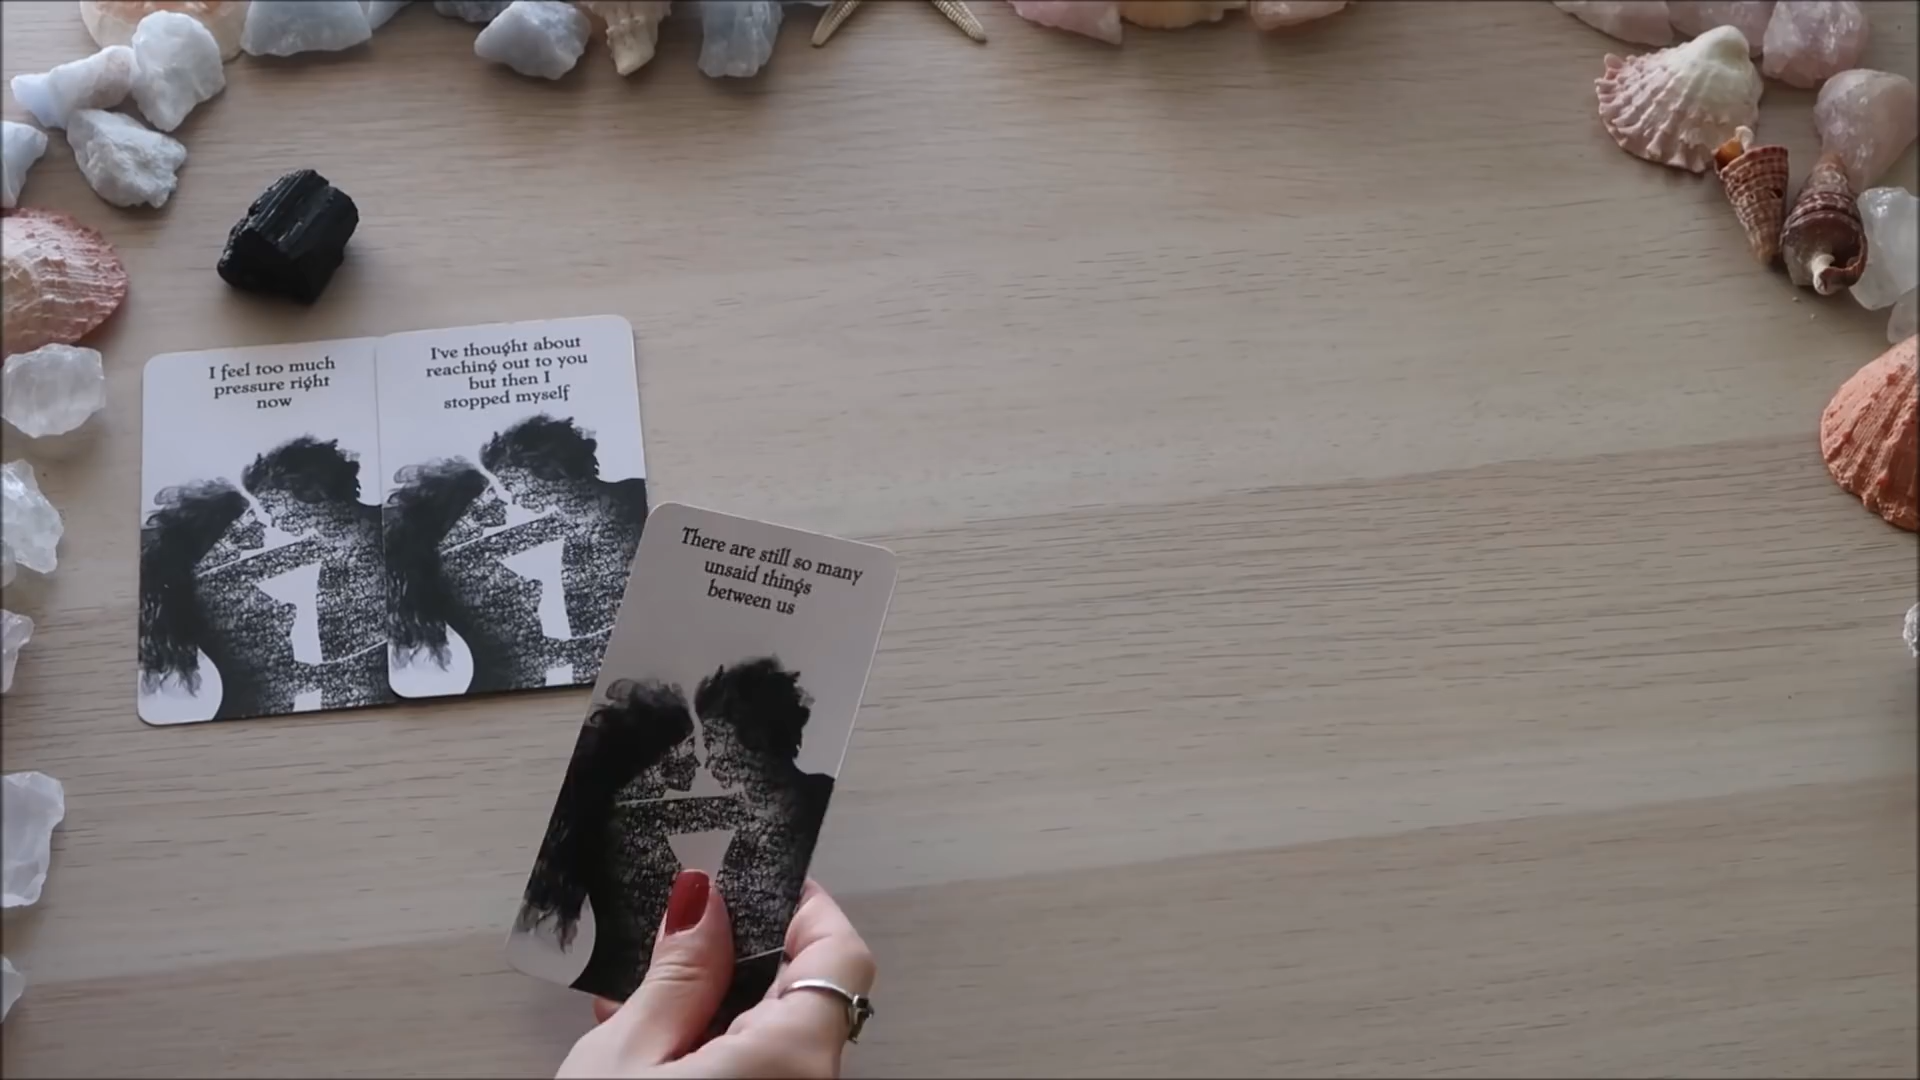 I feel too much
pressure right
now
I've thought about
reaching out to you
but then I
stopped myself
There are still so many
unsaid things
between us